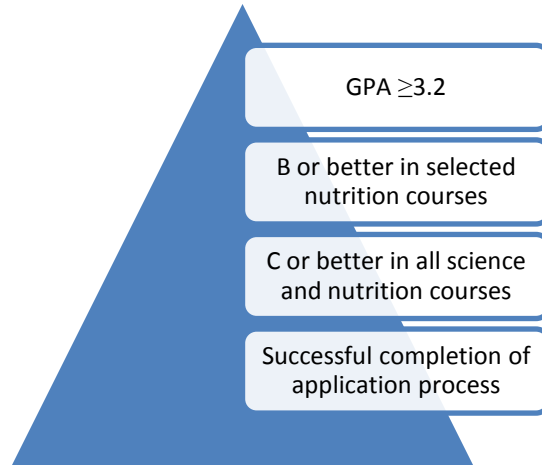 GPA ≥3.2
B or better in selected
nutrition courses
C or better in all science
and nutrition courses
Successful completion of
application process